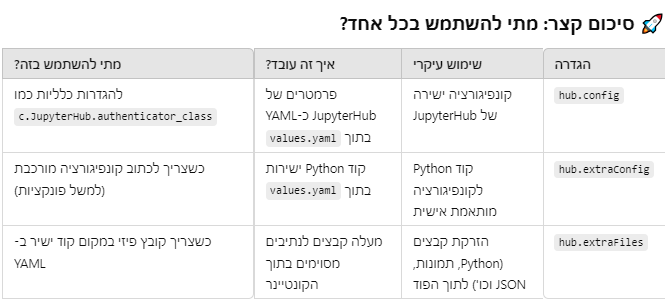 🚀 סיכום קצר: מתי להשתמש בכל אחד?
הגדרה
שימוש עיקרי
איך זה עובד?
מתי להשתמש בזה?
hub.config
קונפיגורציה ישירה
של JupyterHub
פרמטרים של
JupyterHub כ-YAML
בתוך values.yaml
להגדרות כלליות כמו
c.JupyterHub.authenticator_class
hub.extraConfig
קוד Python
לקונפיגורציה
מותאמת אישית
קוד Python ישירות
בתוך values.yaml
כשצריך לכתוב קונפיגורציה מורכבת
(למשל פונקציות)
hub.extraFiles
הזרקת קבצים
(Python, תמונות,
JSON וכו') לתוך הפוד
מעלה קבצים לנתיבים
מסוימים בתוך
הקונטיינר
כשצריך קובץ פיזי במקום קוד ישיר ב-
YAML